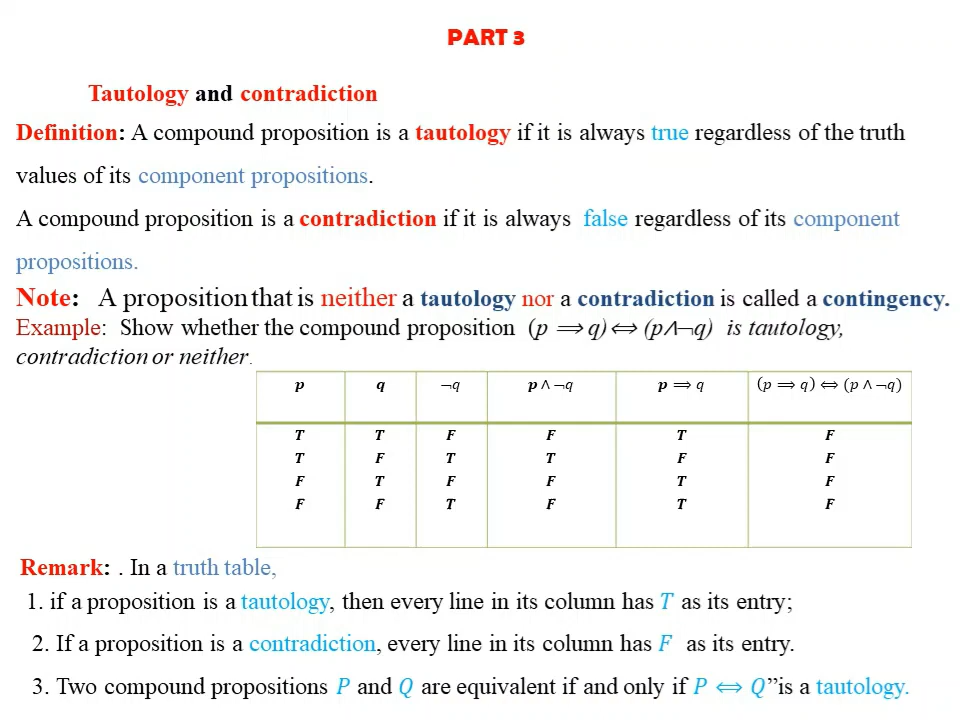 PART 3
Tautology and contradiction
Definition: A compound proposition is a tautology if it is always true regardless of the truth
values of its component propositions.
A compound proposition is a contradiction if it is always false regardless of its component
propositions.
Note: A proposition that is neither a tautology nor a contradiction is called a contingency.
Example: Show whether the compound proposition (p ⟹ q)⟺ (p∧¬q) is tautology,
contradiction or neither.
p q ¬q p ∧ ¬q p ⟹ q (p ⟹ q) ⟺ (p ∧ ¬q)
T T F F T F
T F T T F F
F T F F T F
F F T F T F
Remark: . In a truth table,
1. if a proposition is a tautology, then every line in its column has T as its entry;
2. If a proposition is a contradiction, every line in its column has F as its entry.
3. Two compound propositions P and Q are equivalent if and only if P ⟺ Q”is a tautology.